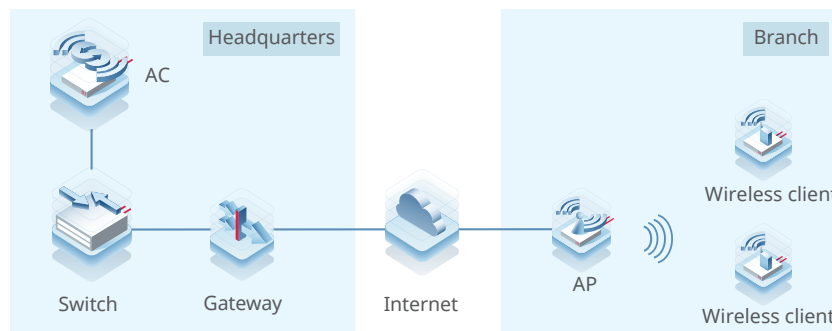 Headquarters
Branch
AC
Wireless client
Switch
Gateway
Internet
AP
Wireless client